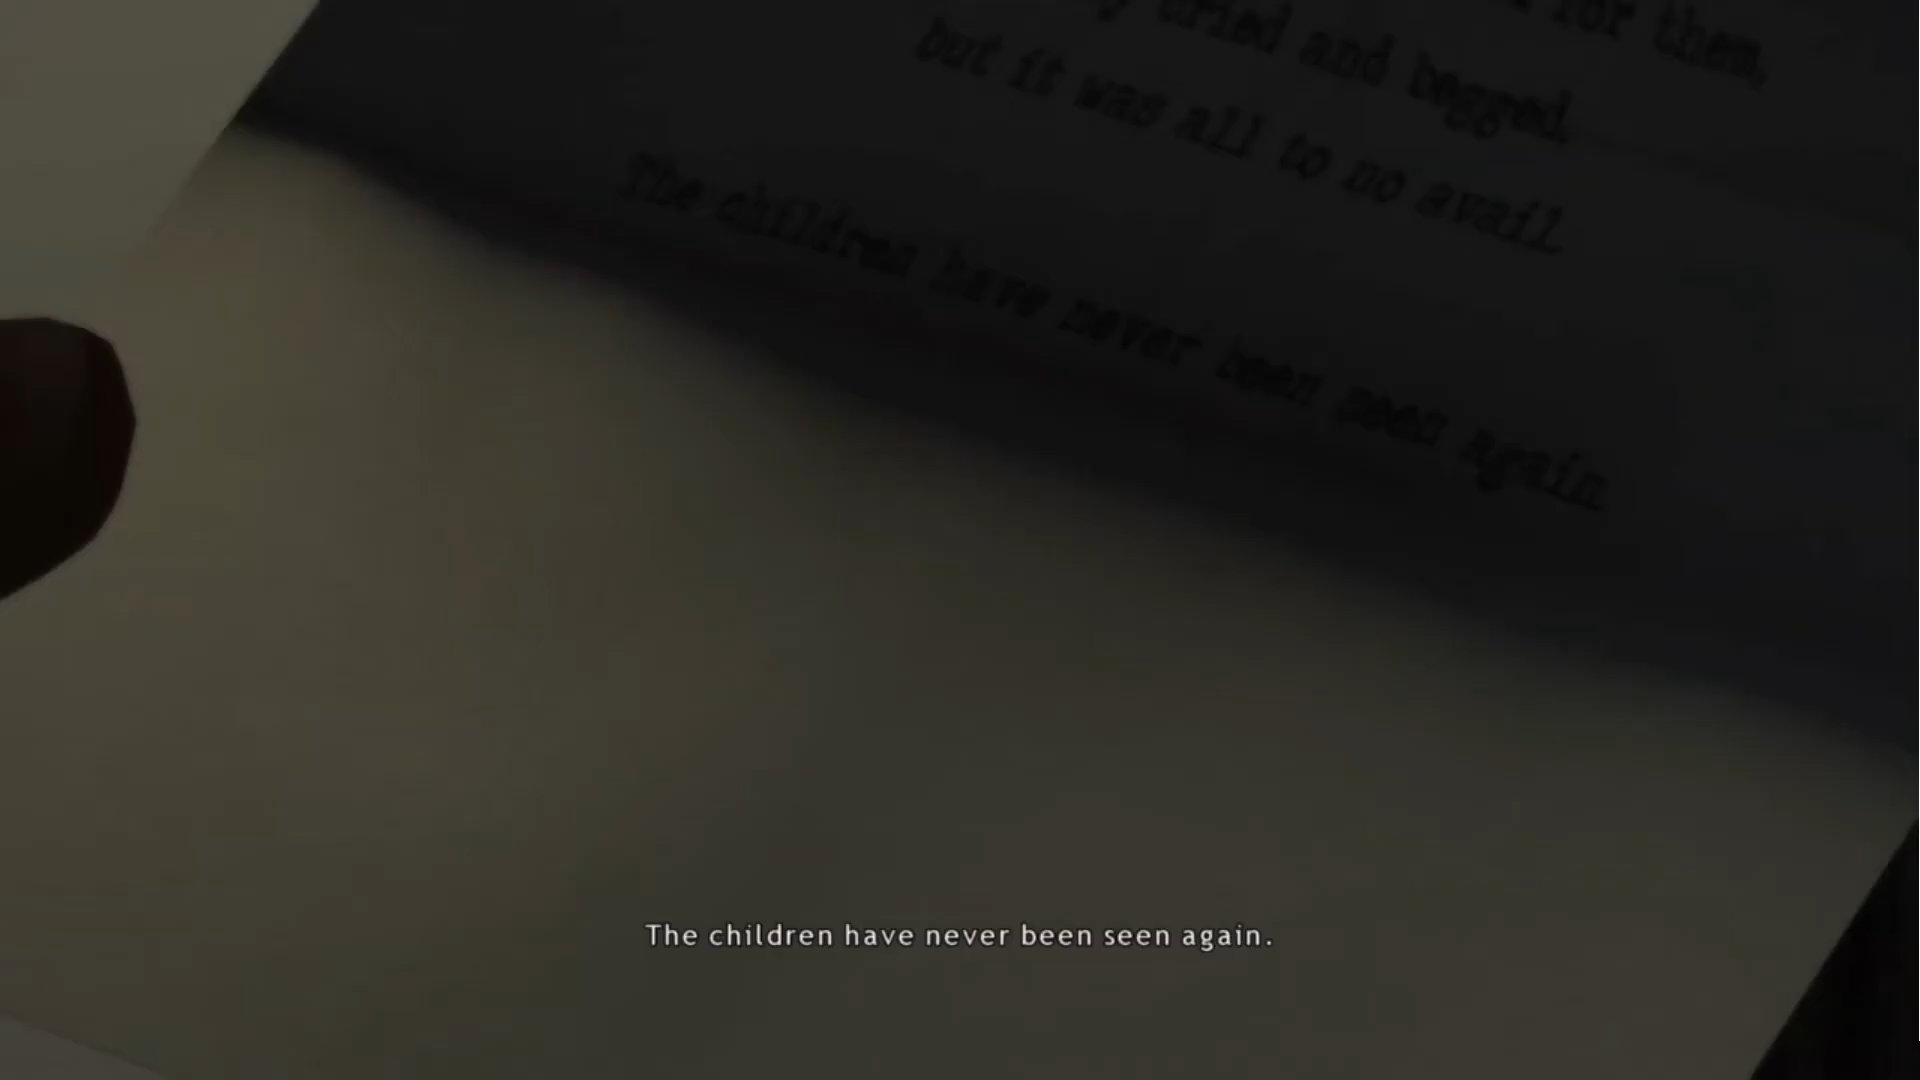 for them,
cried and begged
but it was all to no avail
The children have never been seen again
The children have never been seen again.